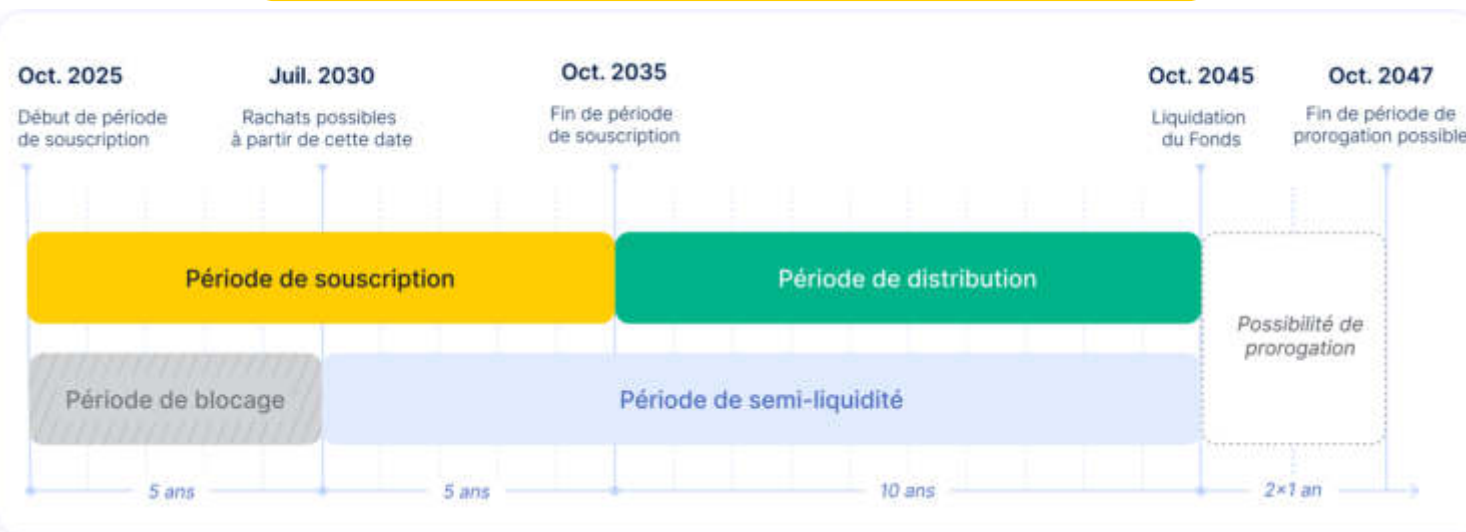 Oct. 2025
Début de période
de souscription
Juil. 2030
Rachats possibles
à partir de cette date
Oct. 2035
Fin de période
de souscription
Oct. 2045
Liquidation
du Fonds
Oct. 2047
Fin de période de
prorogation possible
Période de souscription
Période de distribution
Possibilité de
prorogation
Période de blocage
Période de semi-liquidité
5 ans
5 ans
10 ans
2×1 an